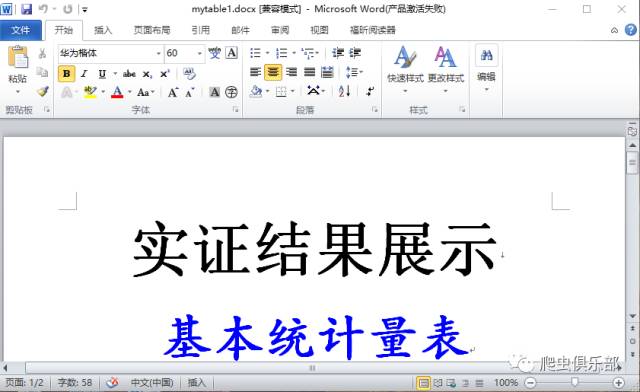 mytable1.docx [兼容模式] - Microsoft Word(产品激活失败)
文件 开始 插入 页面布局 引用 邮件 审阅 视图 福昕阅读器
华为楷体 60
粘贴 快速样式 更改样式 编辑
剪贴板 字体 段落 样式
实证结果展示
基本统计量表
爬虫俱乐部
页面: 1/2 字数: 58 中文(中国) 插入 100%